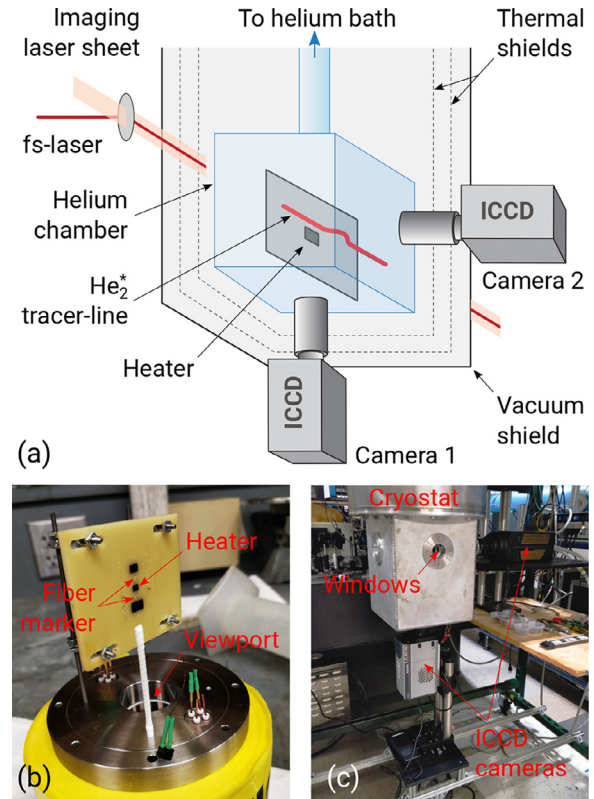 Imaging
laser sheet
To helium bath
Thermal
shields
fs-laser
Helium
chamber
ICCD
Camera 2
He₂*
tracer-line
Heater
ICCD
Camera 1
Vacuum
shield
(a)
Heater
Fiber
marker
Viewport
(b)
Cryostat
Windows
ICCD
cameras
(c)